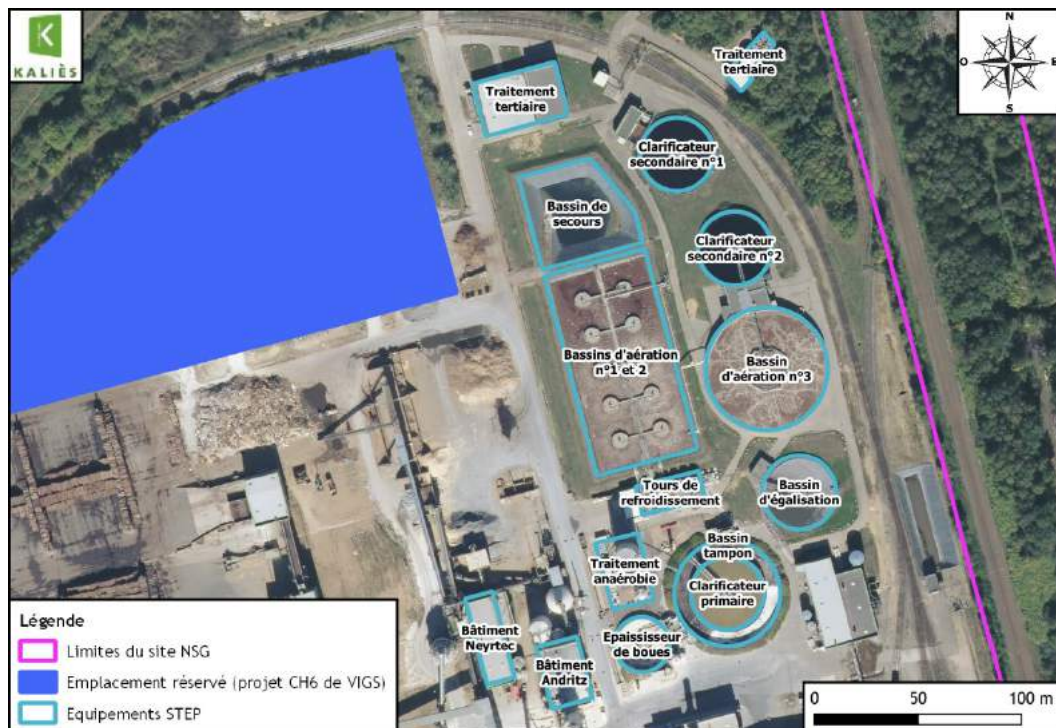 KALIÈS
N
O
E
S
Traitement
tertiaire
Traitement
tertiaire
Clarificateur
secondaire n°1
Bassin de
secours
Clarificateur
secondaire n°2
Bassins d'aération
n°1 et 2
Bassin
d'aération n°3
Tours de
refroidissement
Bassin
d'égalisation
Bassin
tampon
Traitement
anaérobie
Clarificateur
primaire
Bâtiment
Neyrtec
Epaississeur
de boues
Bâtiment
Andritz
Légende
Limites du site NSG
Emplacement réservé (projet CH6 de VIGS)
Equipements STEP
0 50 100 m